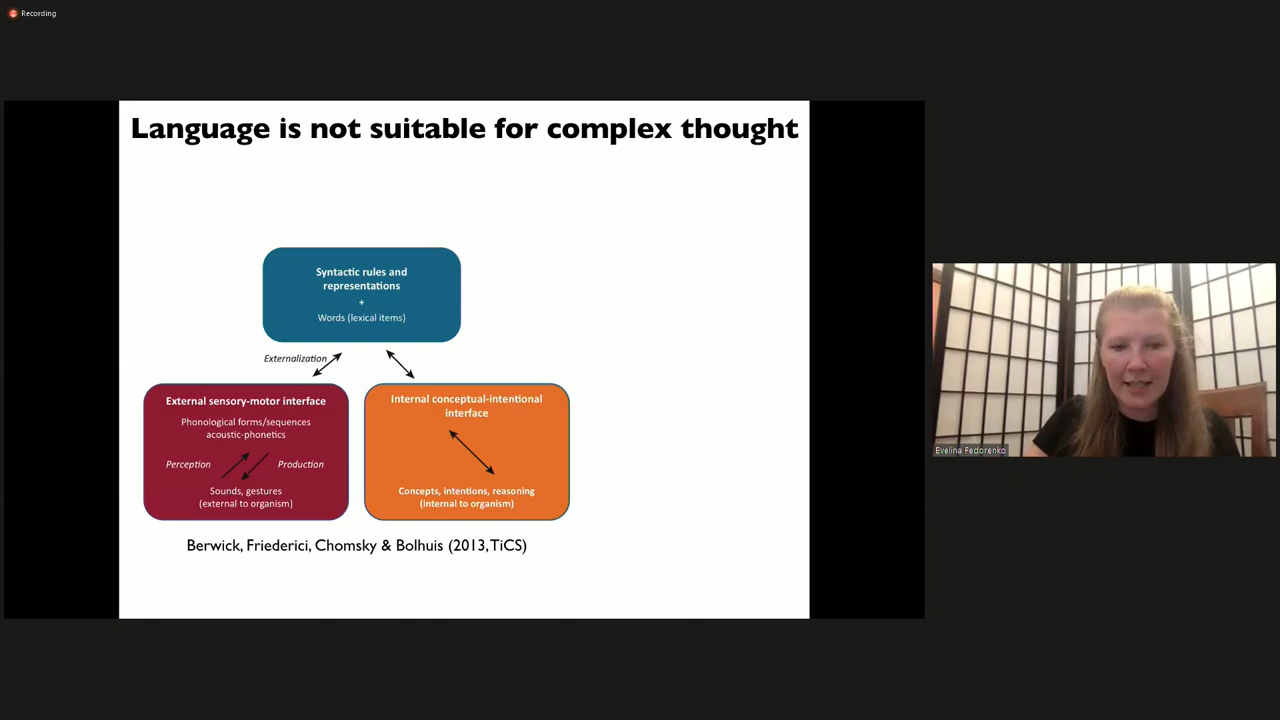 Recording
Language is not suitable for complex thought
Syntactic rules and
representations
+
Words (lexical items)
Externalization
External sensory-motor interface
Phonological forms/sequences
acoustic-phonetics
Perception
Production
Sounds, gestures
(external to organism)
Internal conceptual-intentional
interface
Concepts, intentions, reasoning
(internal to organism)
Berwick, Friederici, Chomsky & Bolhuis (2013, TiCS)
Evelina Fedorenko